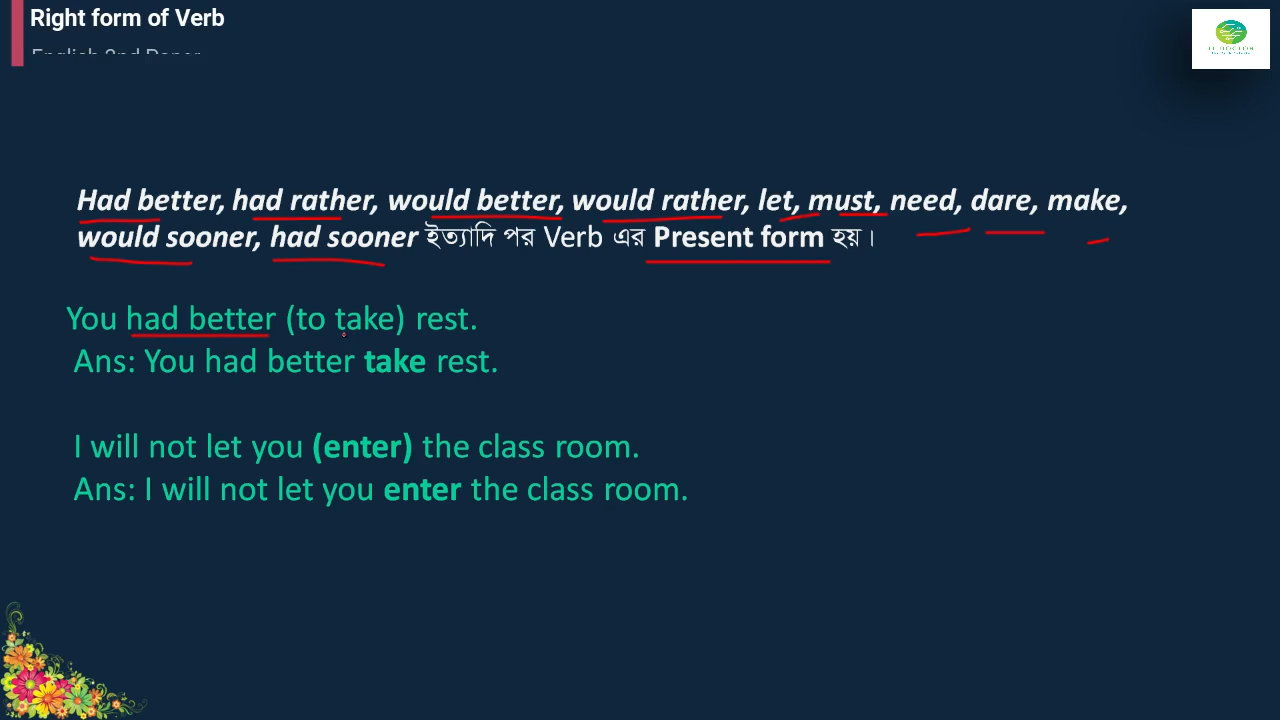 Right form of Verb
English 2nd Paper
Had better, had rather, would better, would rather, let, must, need, dare, make,
would sooner, had sooner ইত্যাদি পর Verb এর Present form হয়।
You had better (to take) rest.
Ans: You had better take rest.
I will not let you (enter) the class room.
Ans: I will not let you enter the class room.